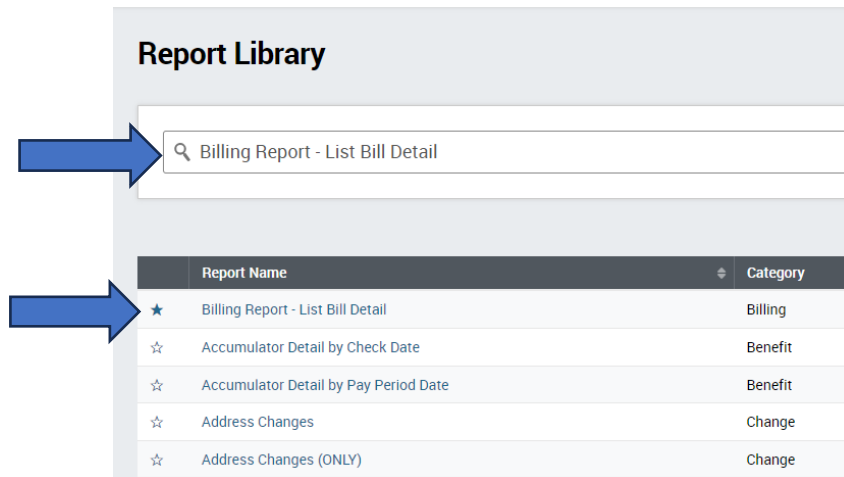 Report Library
Billing Report - List Bill Detail
Report Name Category
Billing Report - List Bill Detail Billing
Accumulator Detail by Check Date Benefit
Accumulator Detail by Pay Period Date Benefit
Address Changes Change
Address Changes (ONLY) Change